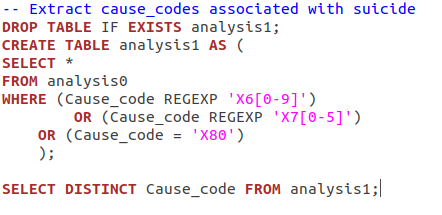 -- Extract cause_codes associated with suicide
DROP TABLE IF EXISTS analysis1;
CREATE TABLE analysis1 AS (
SELECT *
FROM analysis0
WHERE (Cause_code REGEXP 'X6[0-9]')
OR (Cause_code REGEXP 'X7[0-5]')
OR (Cause_code = 'X80')
);
SELECT DISTINCT Cause_code FROM analysis1;